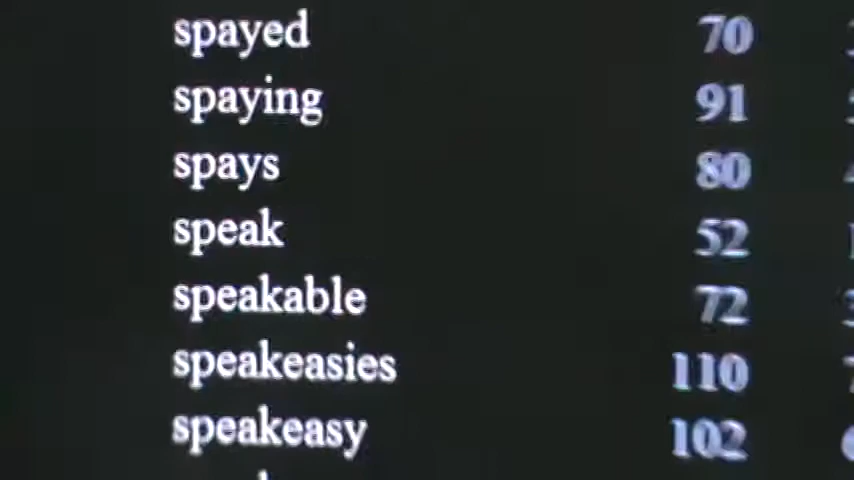 spayed 70
spaying 91
spays 80
speak 52
speakable 72
speakeasies 110
speakeasy 102